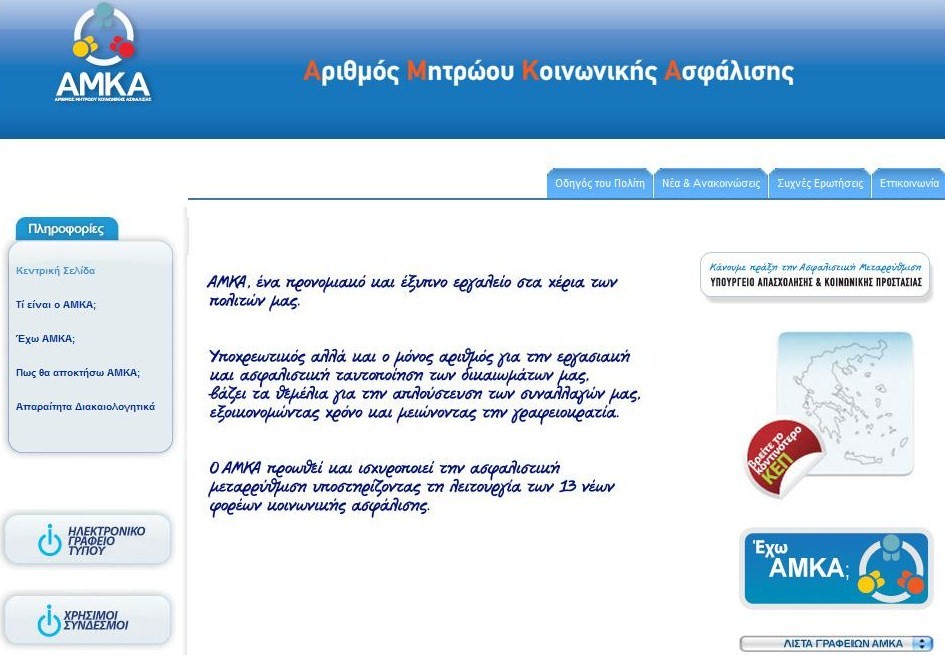 ΑΜΚΑ
ΑΡΙΘΜΟΣ ΜΗΤΡΩΟΥ ΚΟΙΝΩΝΙΚΗΣ ΑΣΦΑΛΙΣΗΣ
Αριθμός Μητρώου Κοινωνικής Ασφάλισης
Οδηγός του Πολίτη
Νέα & Ανακοινώσεις
Συχνές Ερωτήσεις
Επικοινωνία
Πληροφορίες
Κεντρική Σελίδα
Τί είναι ο ΑΜΚΑ;
Έχω ΑΜΚΑ;
Πως θα αποκτήσω ΑΜΚΑ;
Απαραίτητα Διακαιολογητικά
ΗΛΕΚΤΡΟΝΙΚΟ
ΓΡΑΦΕΙΟ
ΤΥΠΟΥ
ΧΡΗΣΙΜΟΙ
ΣΥΝΔΕΣΜΟΙ
ΑΜΚΑ, ένα προνομιακό και έξυπνο εργαλείο στα χέρια των
πολιτών μας.
Υποχρεωτικός αλλά και ο μόνος αριθμός για την εργασιακή
και ασφαλιστική ταυτοποίηση των δικαιωμάτων μας,
βάζει τα θεμέλια για την απλούστευση των συναλλαγών μας,
εξοικονομώντας χρόνο και μειώνοντας την γραφειοκρατία.
Ο ΑΜΚΑ προωθεί και ισχυροποιεί την ασφαλιστική
μεταρρύθμιση υποστηρίζοντας τη λειτουργία των 13 νέων
φορέων κοινωνικής ασφάλισης.
Κάνουμε πράξη την Ασφαλιστική Μεταρρύθμιση
ΥΠΟΥΡΓΕΙΟ ΑΠΑΣΧΟΛΗΣΗΣ & ΚΟΙΝΩΝΙΚΗΣ ΠΡΟΣΤΑΣΙΑΣ
βρείτε το
κοντινότερο
ΚΕΠ
Έχω
ΑΜΚΑ;
ΛΙΣΤΑ ΓΡΑΦΕΙΩΝ ΑΜΚΑ